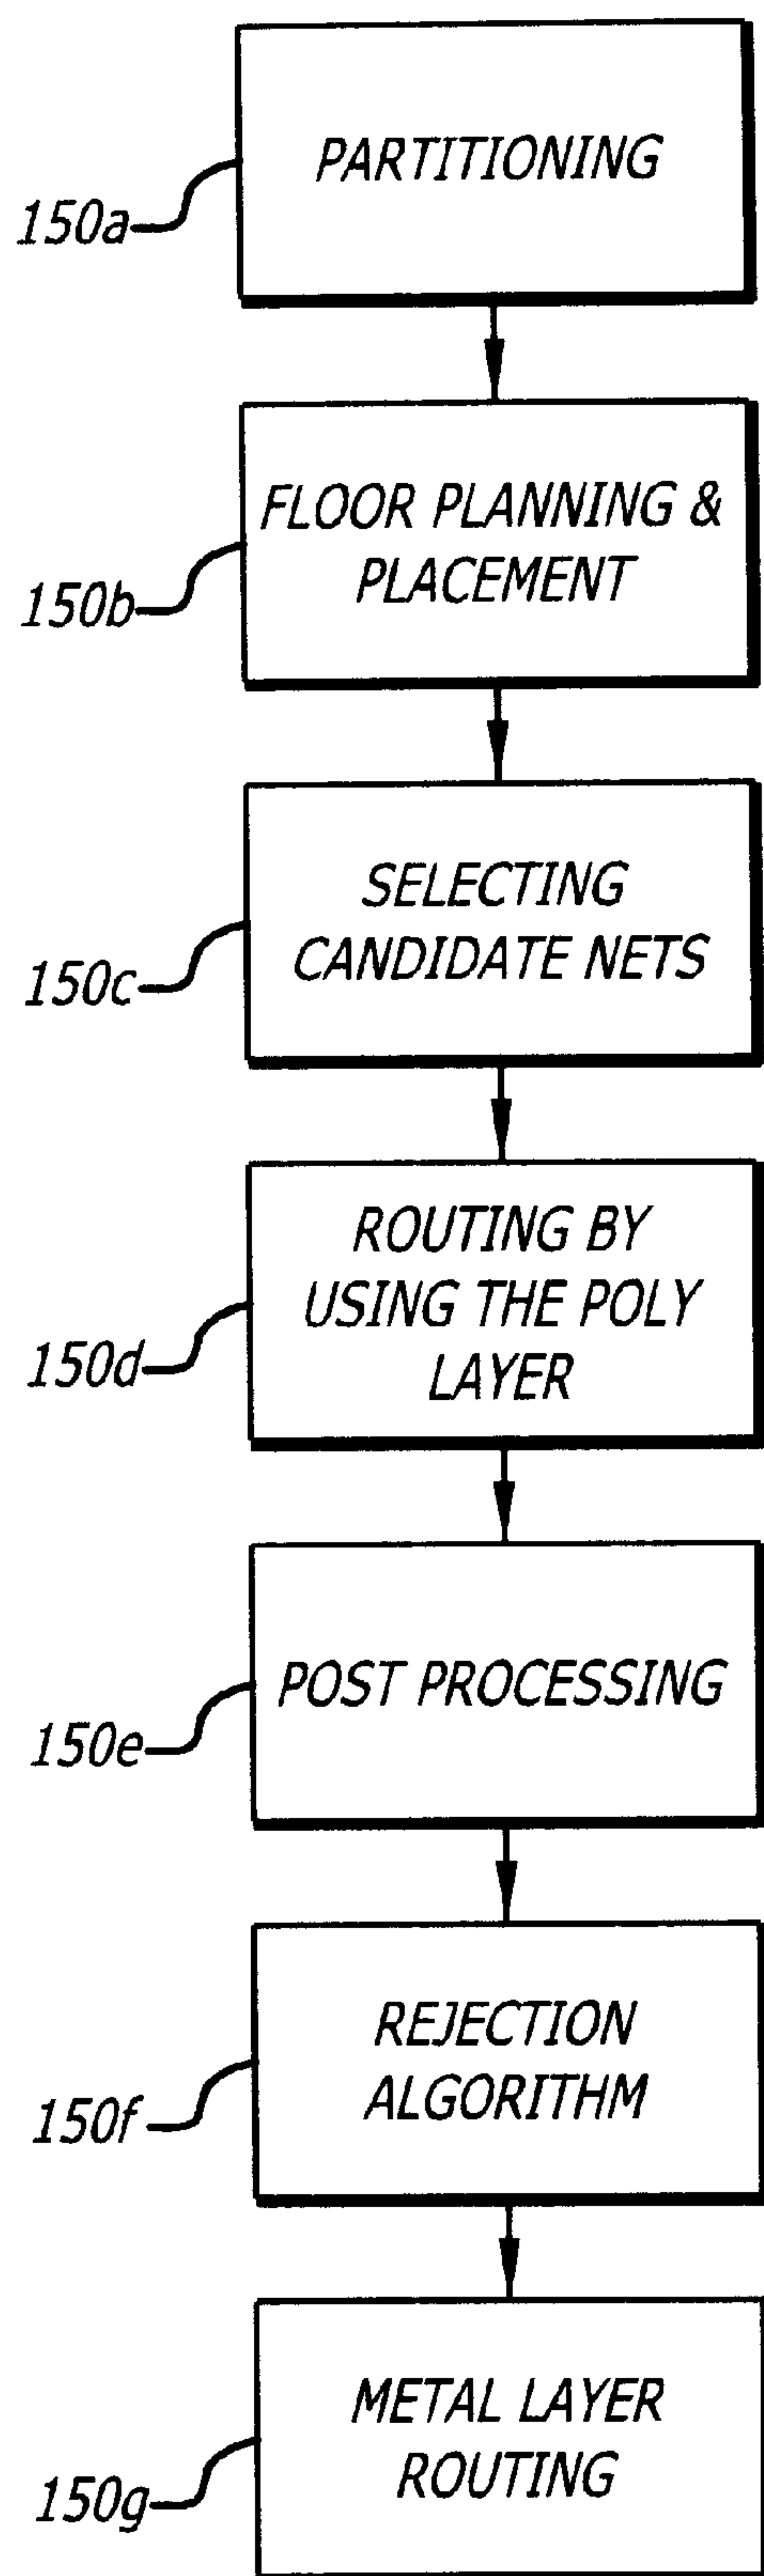 PARTITIONING
150a
FLOOR PLANNING &
PLACEMENT
150b
SELECTING
CANDIDATE NETS
150c
ROUTING BY
USING THE POLY
LAYER
150d
POST PROCESSING
150e
REJECTION
ALGORITHM
150f
METAL LAYER
ROUTING
150g